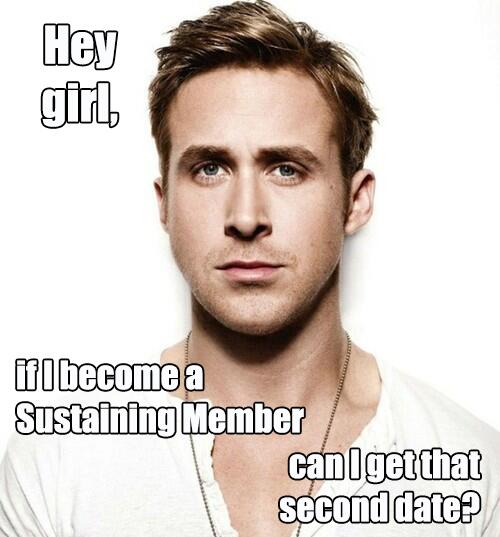 Hey
girl,
if I become a
Sustaining Member
can I get that
second date?